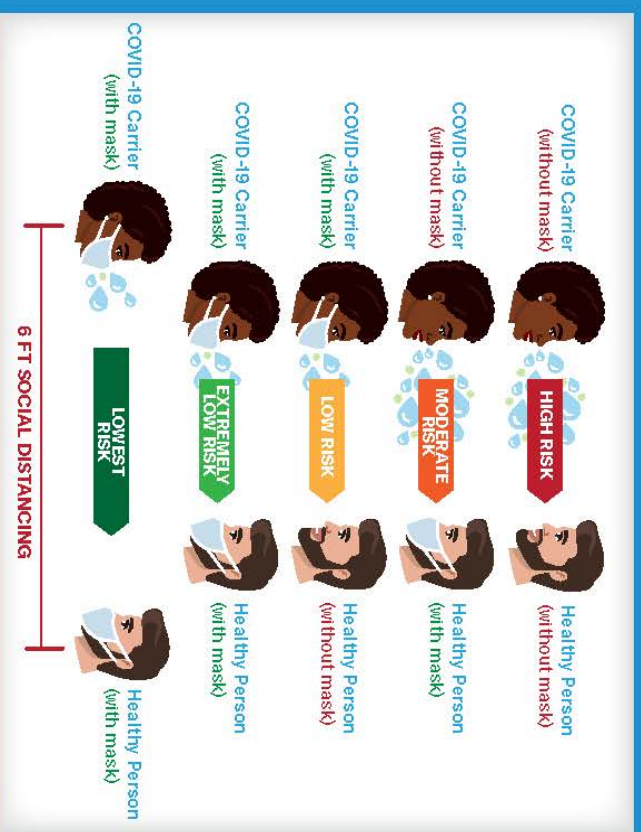 COVID-19 Carrier
(without mask)
HIGH RISK
Healthy Person
(without mask)
COVID-19 Carrier
(without mask)
MODERATE
RISK
Healthy Person
(with mask)
COVID-19 Carrier
(with mask)
LOW RISK
Healthy Person
(without mask)
COVID-19 Carrier
(with mask)
EXTREMELY
LOW RISK
Healthy Person
(with mask)
COVID-19 Carrier
(with mask)
LOWEST
RISK
Healthy Person
(with mask)
6 FT SOCIAL DISTANCING